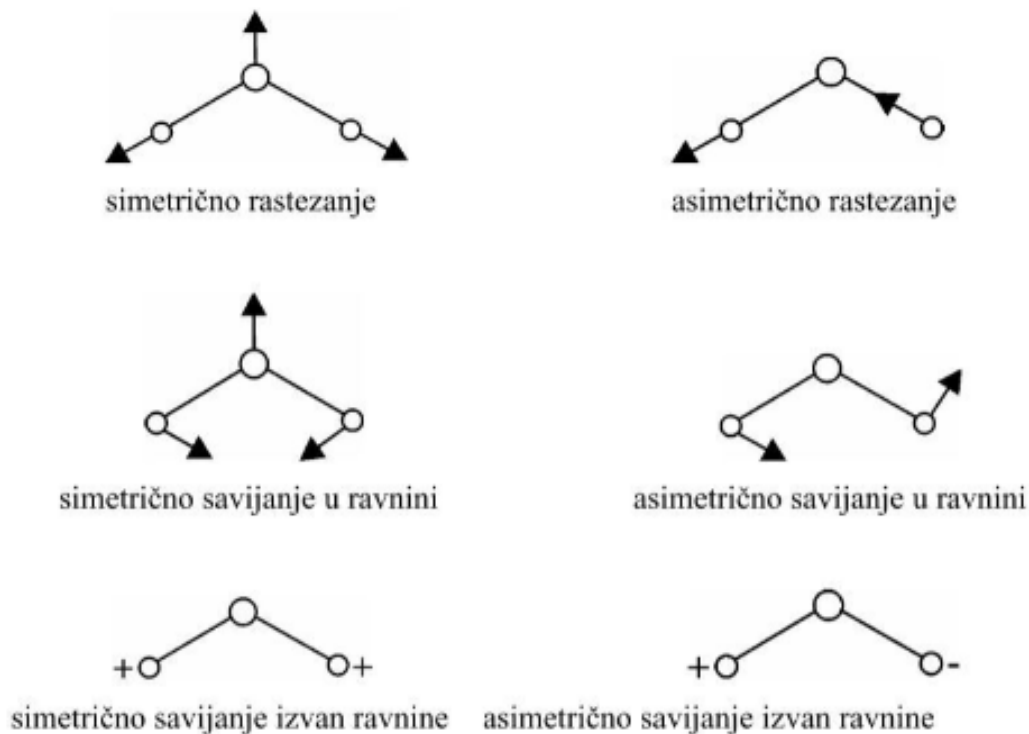 simetrično rastezanje
asimetrično rastezanje
simetrično savijanje u ravnini
asimetrično savijanje u ravnini
+ +
+ -
simetrično savijanje izvan ravnine
asimetrično savijanje izvan ravnine